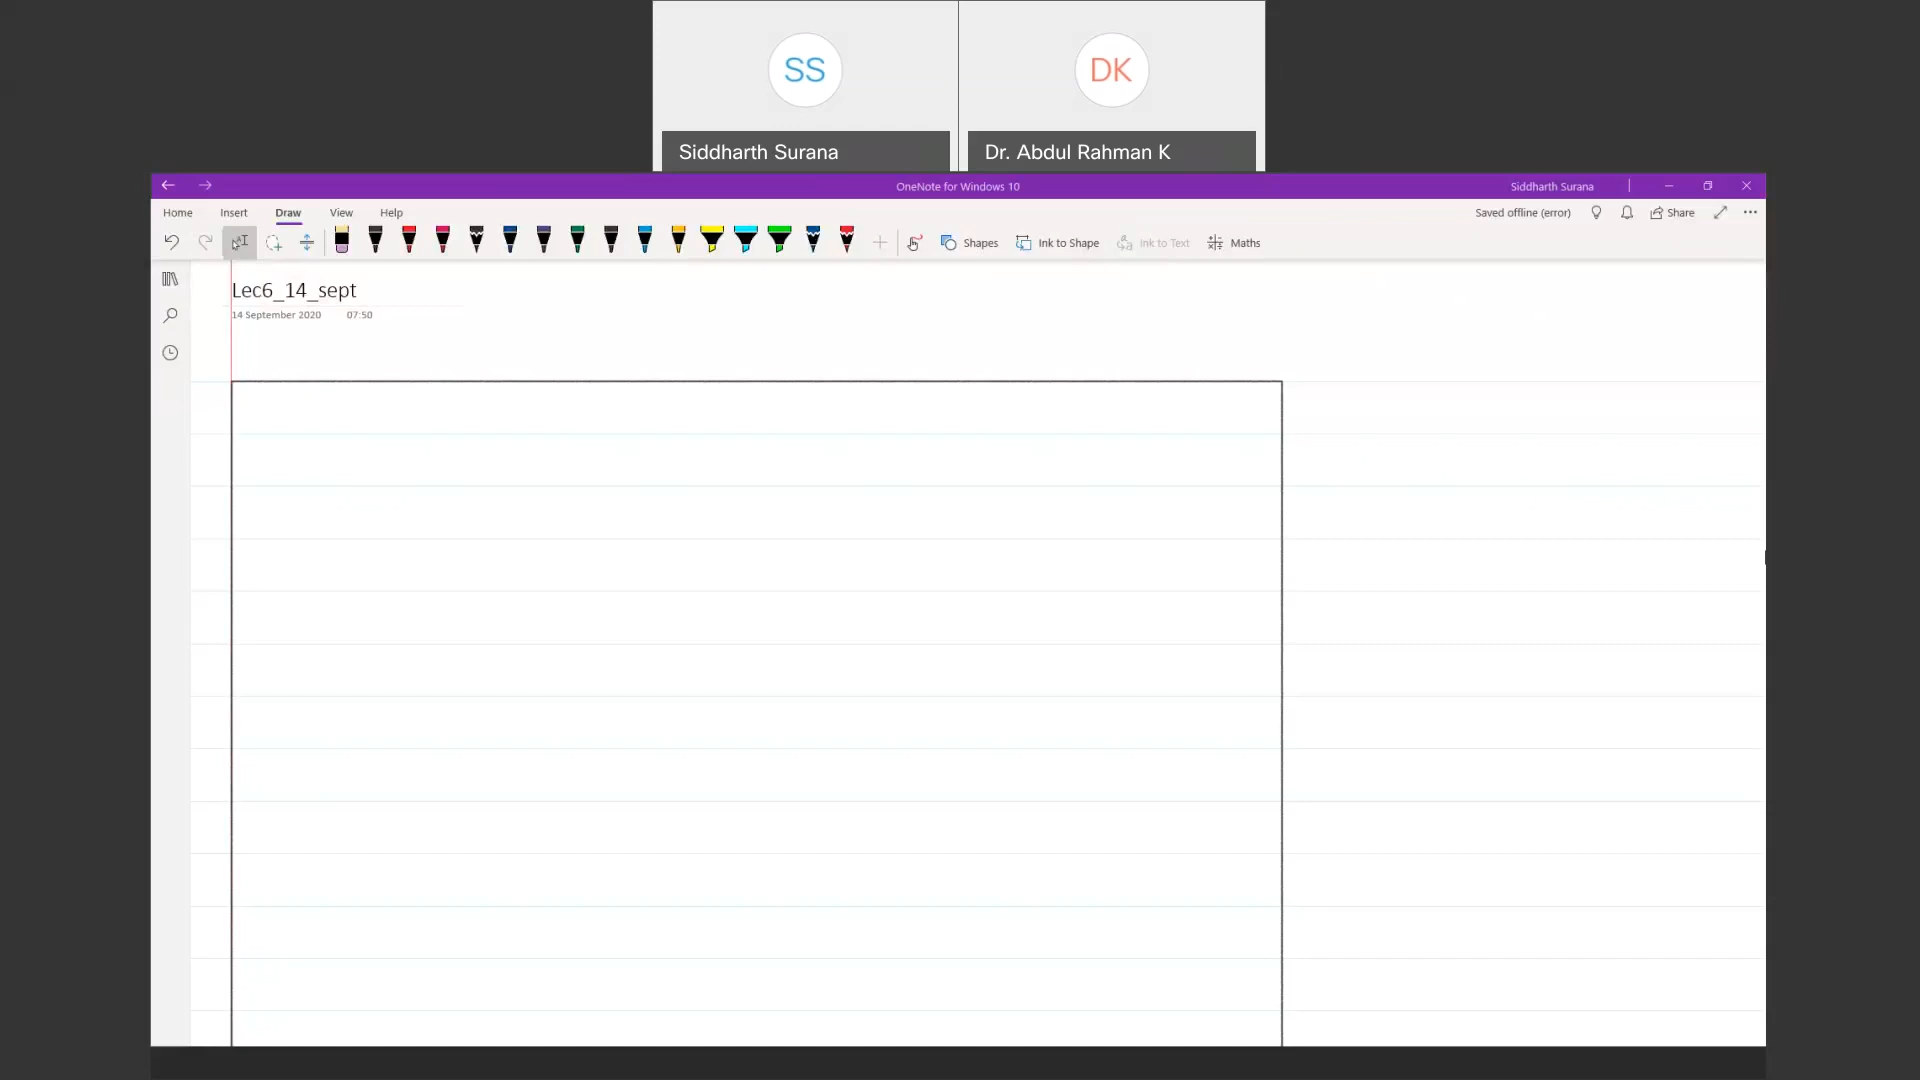 SS DK
Siddharth Surana Dr. Abdul Rahman K
OneNote for Windows 10 Siddharth Surana
Home Insert Draw View Help Saved offline (error) Share
Shapes Ink to Shape Ink to Text Maths
Lec6_14_sept
14 September 2020 07:50